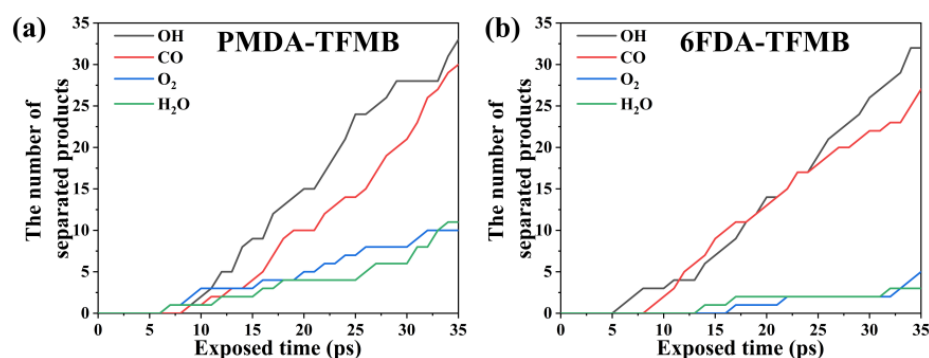 (a)
PMDA-TFMB
OH
CO
O₂
H₂O
The number of
separated products
35
30
25
20
15
10
5
0
0 5 10 15 20 25 30 35
Exposed time (ps)
(b)
6FDA-TFMB
OH
CO
O₂
H₂O
The number of
separated products
35
30
25
20
15
10
5
0
0 5 10 15 20 25 30 35
Exposed time (ps)